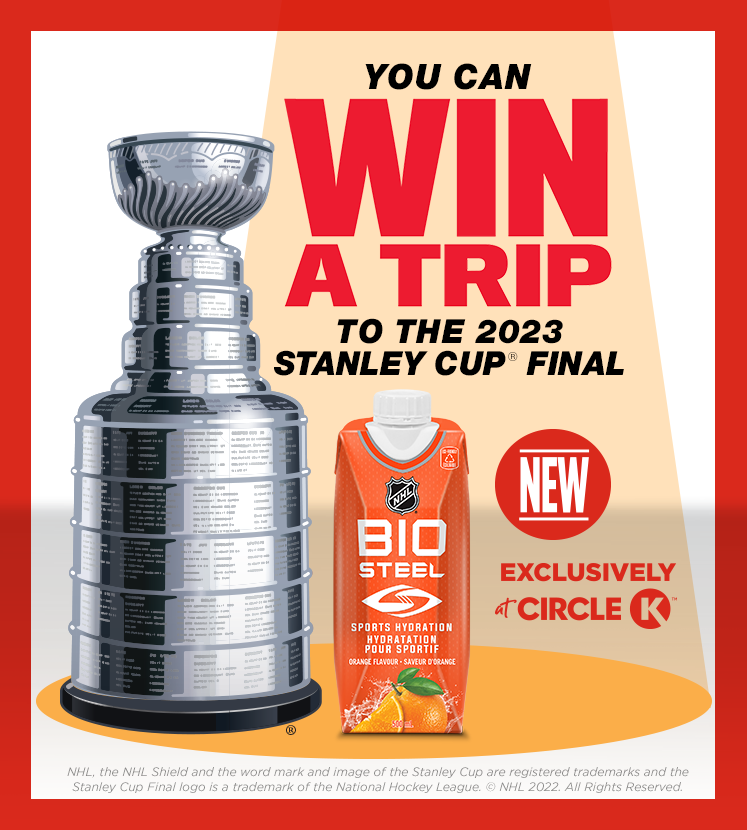 YOU CAN
WIN
A TRIP
TO THE 2023
STANLEY CUP® FINAL
NHL
BIO
STEEL
SPORTS HYDRATION
HYDRATATION
POUR SPORTIF
ORANGE FLAVOUR • SAVEUR D'ORANGE
NEW
EXCLUSIVELY
at CIRCLE K™
®
NHL, the NHL Shield and the word mark and image of the Stanley Cup are registered trademarks and the
Stanley Cup Final logo is a trademark of the National Hockey League. © NHL 2022. All Rights Reserved.